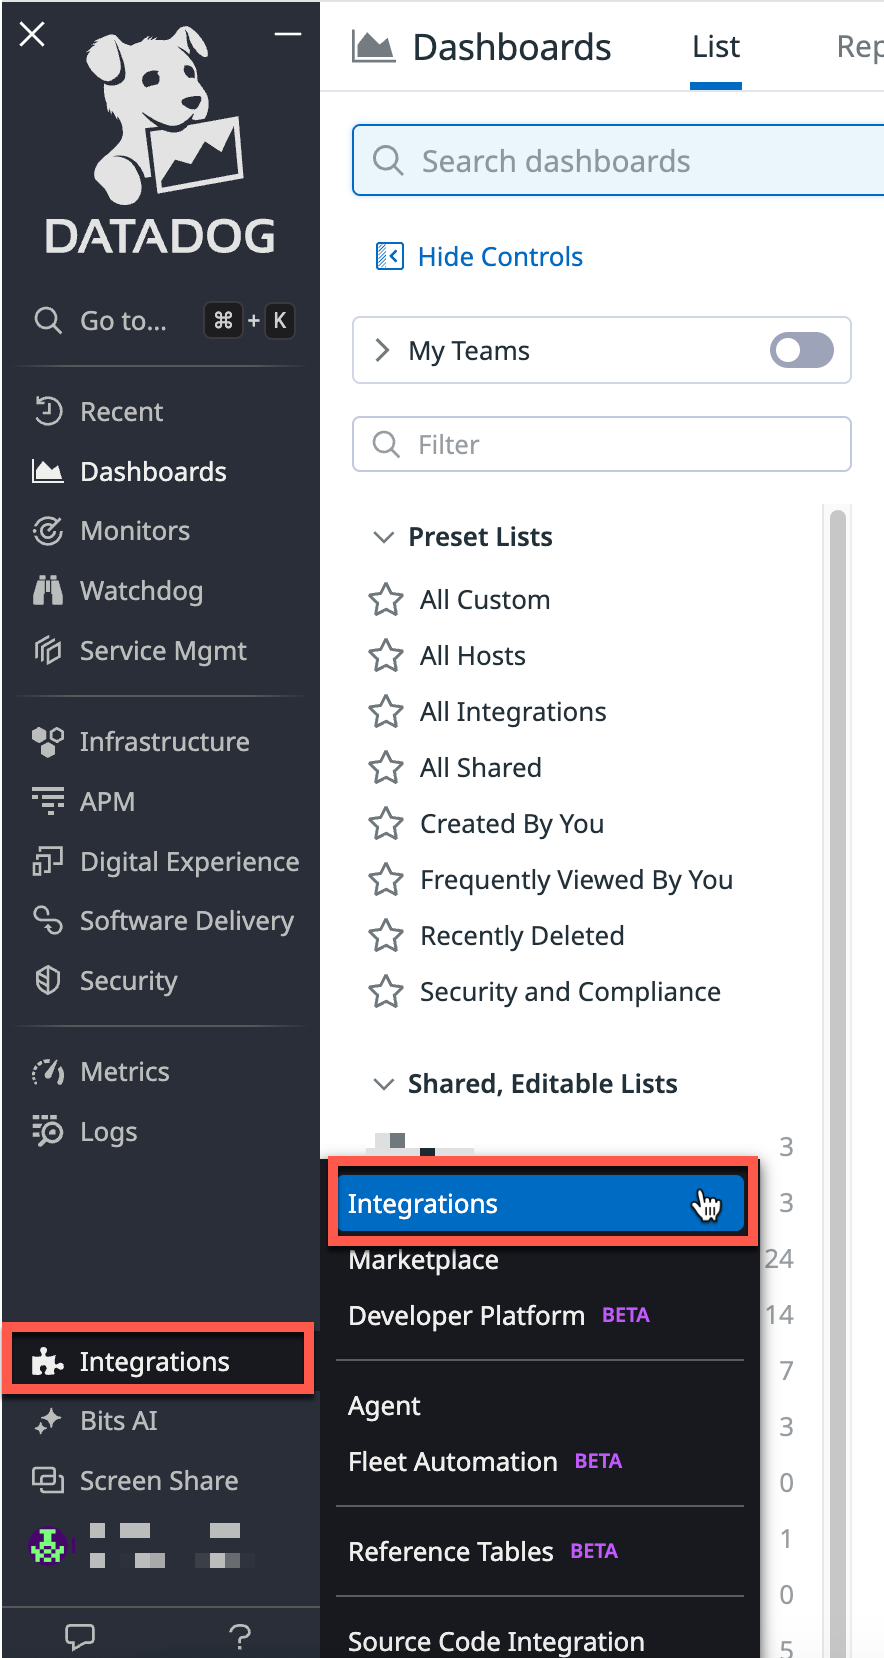 DATADOG
Go to... ⌘ + K
Recent
Dashboards
Monitors
Watchdog
Service Mgmt
Infrastructure
APM
Digital Experience
Software Delivery
Security
Metrics
Logs
Integrations
Bits AI
Screen Share
Dashboards
List
Rep
Search dashboards
Hide Controls
My Teams
Filter
Preset Lists
All Custom
All Hosts
All Integrations
All Shared
Created By You
Frequently Viewed By You
Recently Deleted
Security and Compliance
Shared, Editable Lists
3
3
24
14
7
3
0
1
0
5
Integrations
Marketplace
Developer Platform BETA
Agent
Fleet Automation BETA
Reference Tables BETA
Source Code Integration